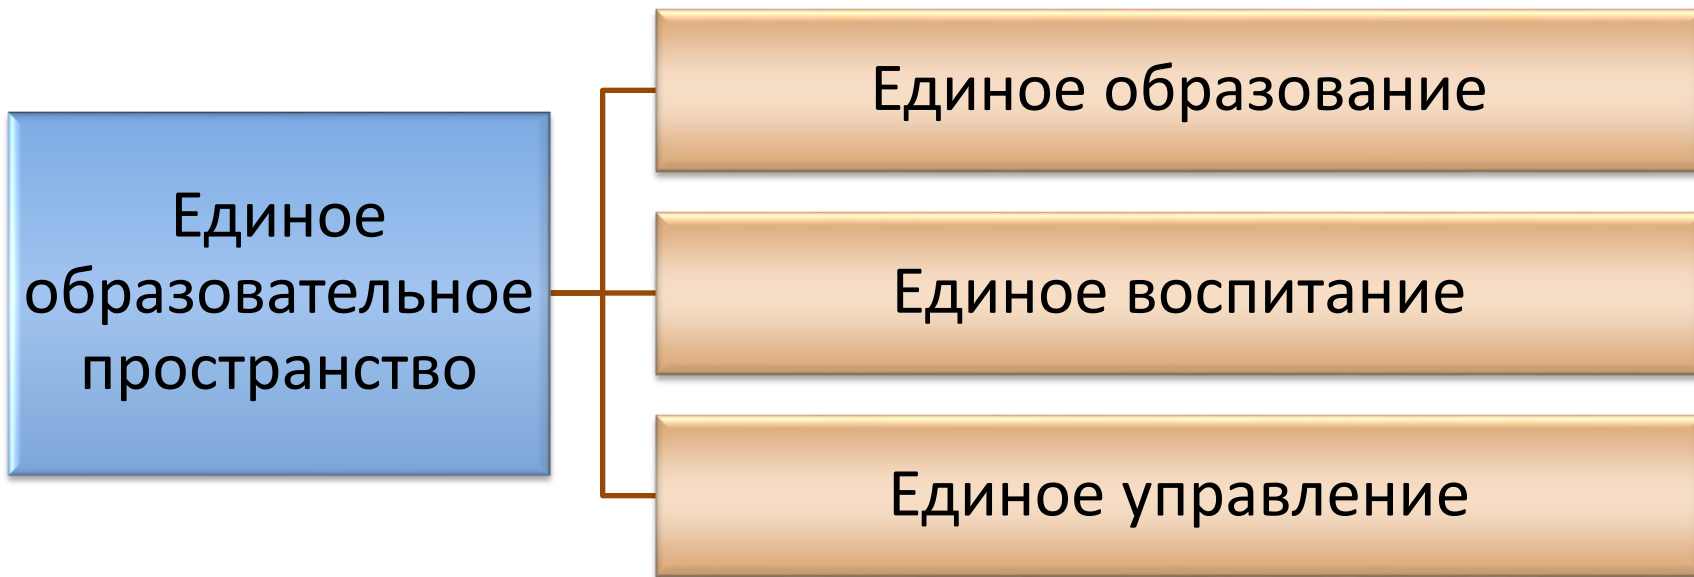 Единое
образовательное
пространство
Единое образование
Единое воспитание
Единое управление